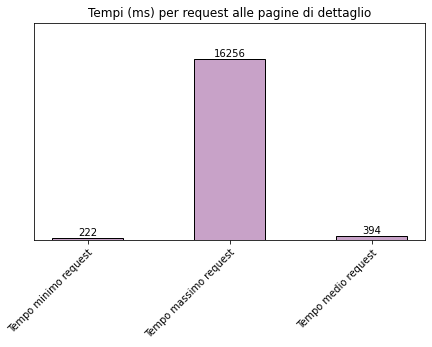 Tempi (ms) per request alle pagine di dettaglio
16256
222
394
Tempo minimo request
Tempo massimo request
Tempo medio request